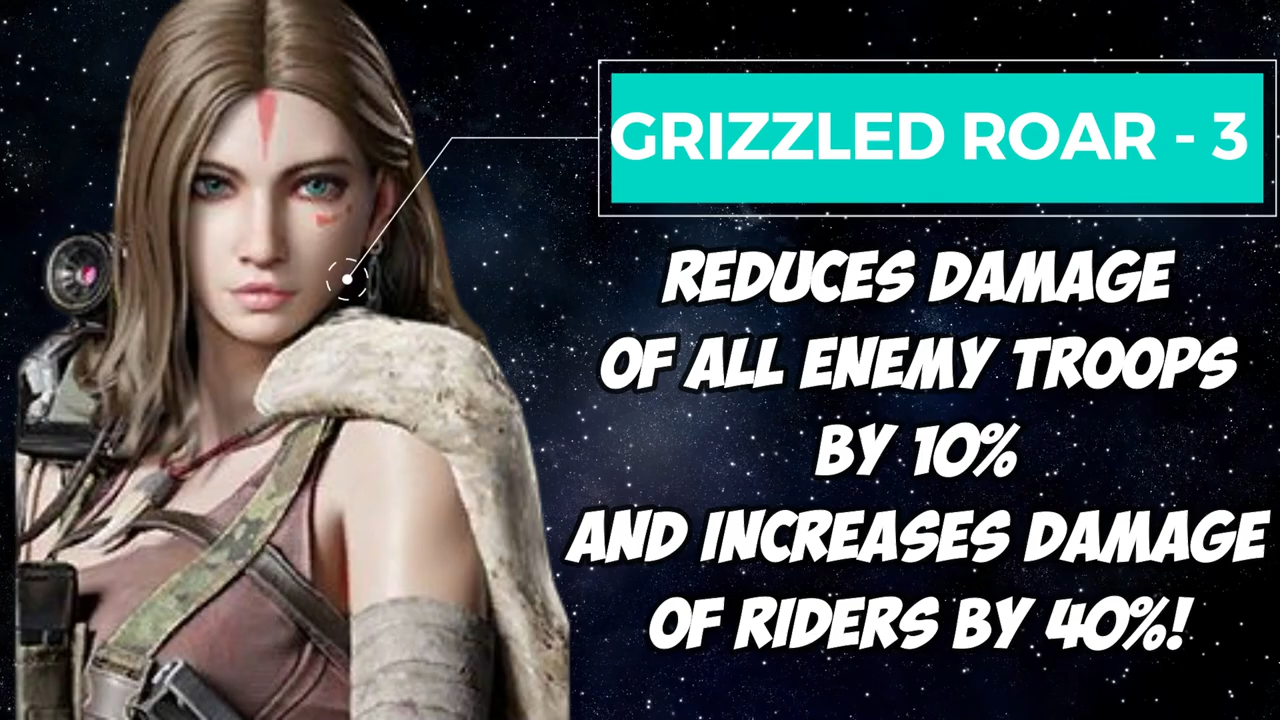 GRIZZLED ROAR - 3
REDUCES DAMAGE
OF ALL ENEMY TROOPS
BY 10%
AND INCREASES DAMAGE
OF RIDERS BY 40%!